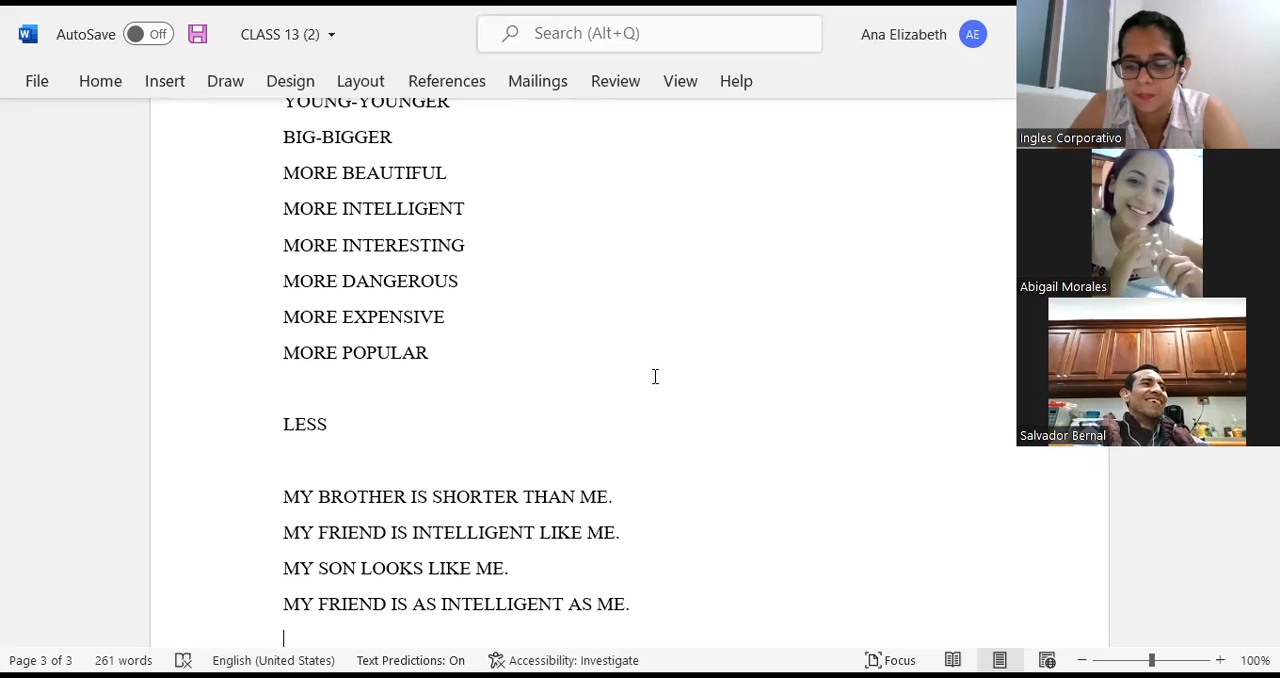 AutoSave Off CLASS 13 (2) Search (Alt+Q) Ana Elizabeth AE
File Home Insert Draw Design Layout References Mailings Review View Help
YOUNG-YOUNGER
BIG-BIGGER
MORE BEAUTIFUL
MORE INTELLIGENT
MORE INTERESTING
MORE DANGEROUS
MORE EXPENSIVE
MORE POPULAR
LESS
MY BROTHER IS SHORTER THAN ME.
MY FRIEND IS INTELLIGENT LIKE ME.
MY SON LOOKS LIKE ME.
MY FRIEND IS AS INTELLIGENT AS ME.
Page 3 of 3 261 words English (United States) Text Predictions: On Accessibility: Investigate Focus 100%
Ingles Corporativo
Abigail Morales
Salvador Bernal